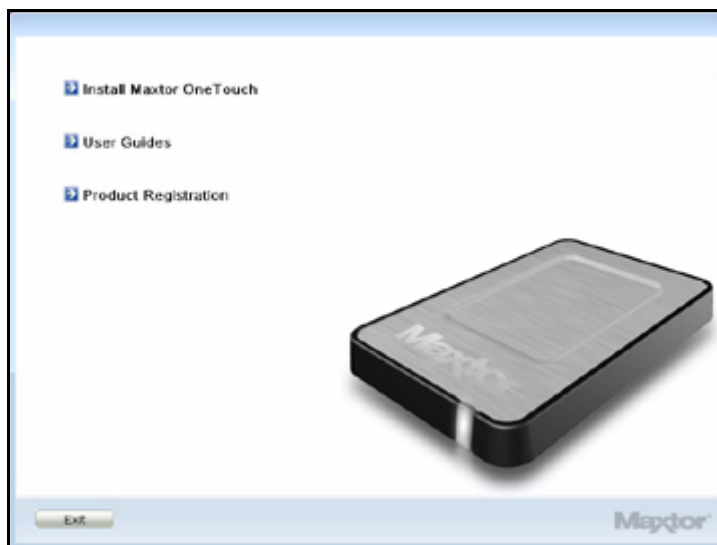 Install Maxtor OneTouch
User Guides
Product Registration
Maxtor
Exit
Maxtor